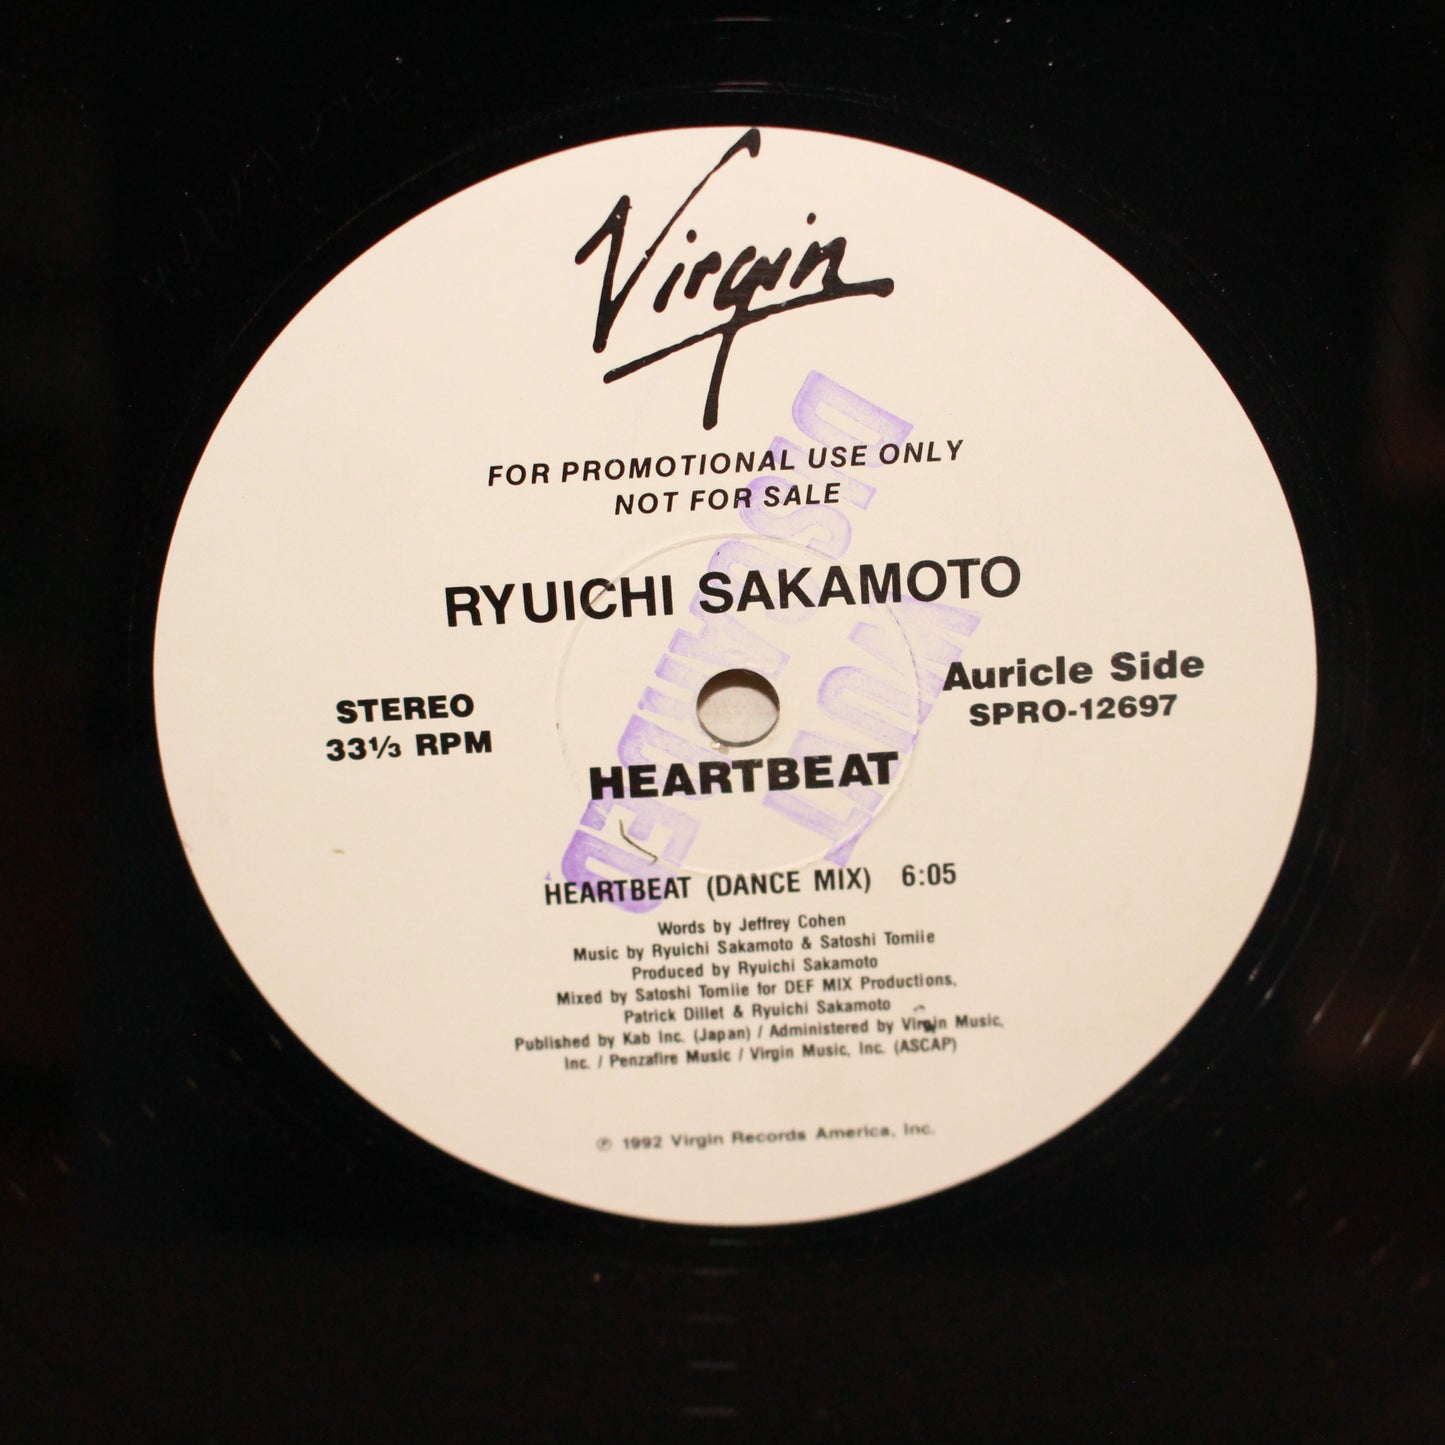 Virgin
FOR PROMOTIONAL USE ONLY
NOT FOR SALE
RYUICHI SAKAMOTO
STEREO
33⅓ RPM
Auricle Side
SPRO-12697
HEARTBEAT
HEARTBEAT (DANCE MIX) 6:05
Words by Jeffrey Cohen
Music by Ryuichi Sakamoto & Satoshi Tomiie
Produced by Ryuichi Sakamoto
Mixed by Satoshi Tomiie for DEF MIX Productions,
Patrick Dillet & Ryuichi Sakamoto
Published by Kab Inc. (Japan) / Administered by Virgin Music,
Inc. / Penzafire Music / Virgin Music, Inc. (ASCAP)
℗ 1992 Virgin Records America, Inc.
DISCARDED